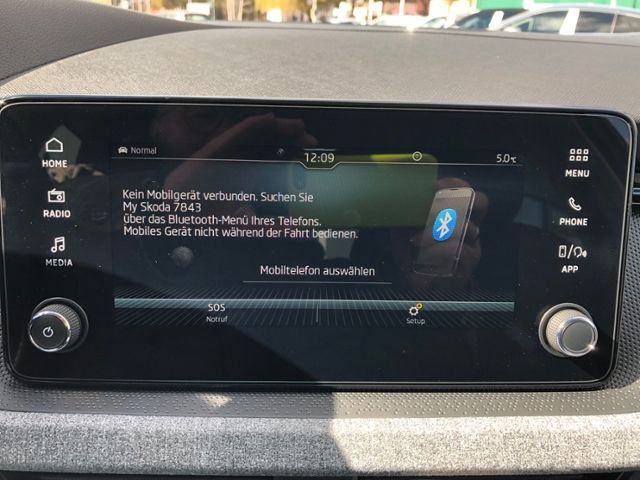 Normal
12:09
5.0°C
HOME
RADIO
MEDIA
Kein Mobilgerät verbunden. Suchen Sie
My Skoda 7843
über das Bluetooth-Menü Ihres Telefons.
Mobiles Gerät nicht während der Fahrt bedienen.
Mobiltelefon auswählen
SOS
Notruf
Setup
MENU
PHONE
APP